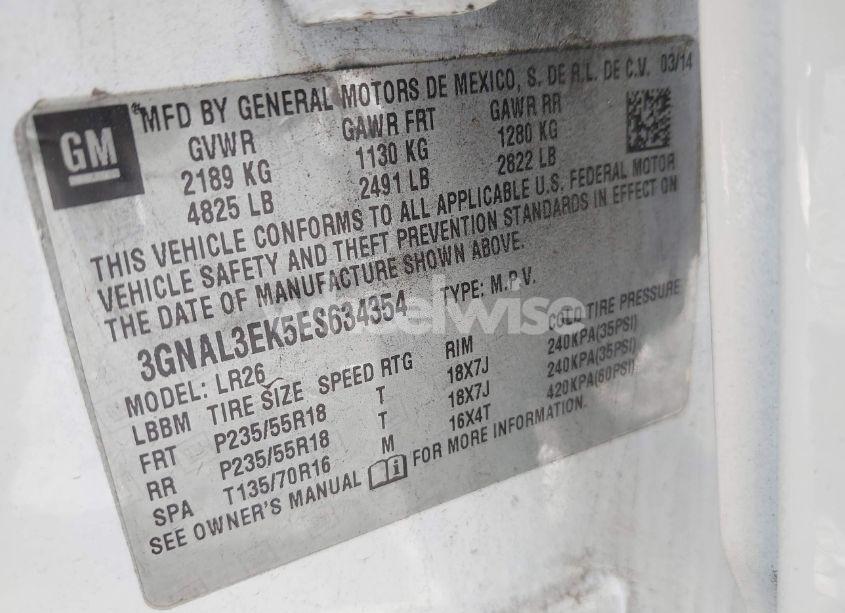 GM
MFD BY GENERAL MOTORS DE MEXICO, S. DE R.L. DE C.V. 03/14
GVWR GAWR FRT GAWR RR
2189 KG 1130 KG 1280 KG
4825 LB 2491 LB 2822 LB
THIS VEHICLE CONFORMS TO ALL APPLICABLE U.S. FEDERAL MOTOR
VEHICLE SAFETY AND THEFT PREVENTION STANDARDS IN EFFECT ON
THE DATE OF MANUFACTURE SHOWN ABOVE.
3GNAL3EK5ES634354 TYPE: M.P.V.
MODEL: LR26
LBBM TIRE SIZE SPEED RTG RIM COLD TIRE PRESSURE
FRT P235/55R18 T 18X7J 240KPA(35PSI)
RR P235/55R18 T 18X7J 240KPA(35PSI)
SPA T135/70R16 M 16X4T 420KPA(60PSI)
SEE OWNER'S MANUAL FOR MORE INFORMATION.